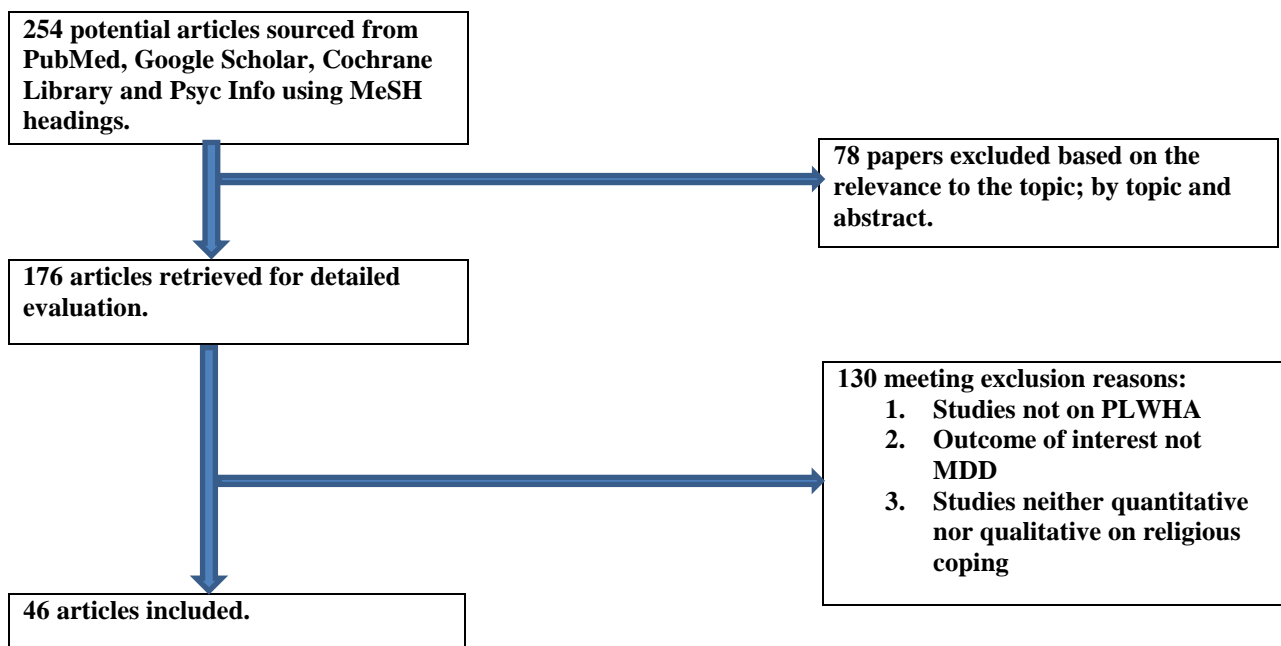 254 potential articles sourced from
PubMed, Google Scholar, Cochrane
Library and Psyc Info using MeSH
headings.
78 papers excluded based on the
relevance to the topic; by topic and
abstract.
176 articles retrieved for detailed
evaluation.
130 meeting exclusion reasons:
1. Studies not on PLWHA
2. Outcome of interest not
MDD
3. Studies neither quantitative
nor qualitative on religious
coping
46 articles included.